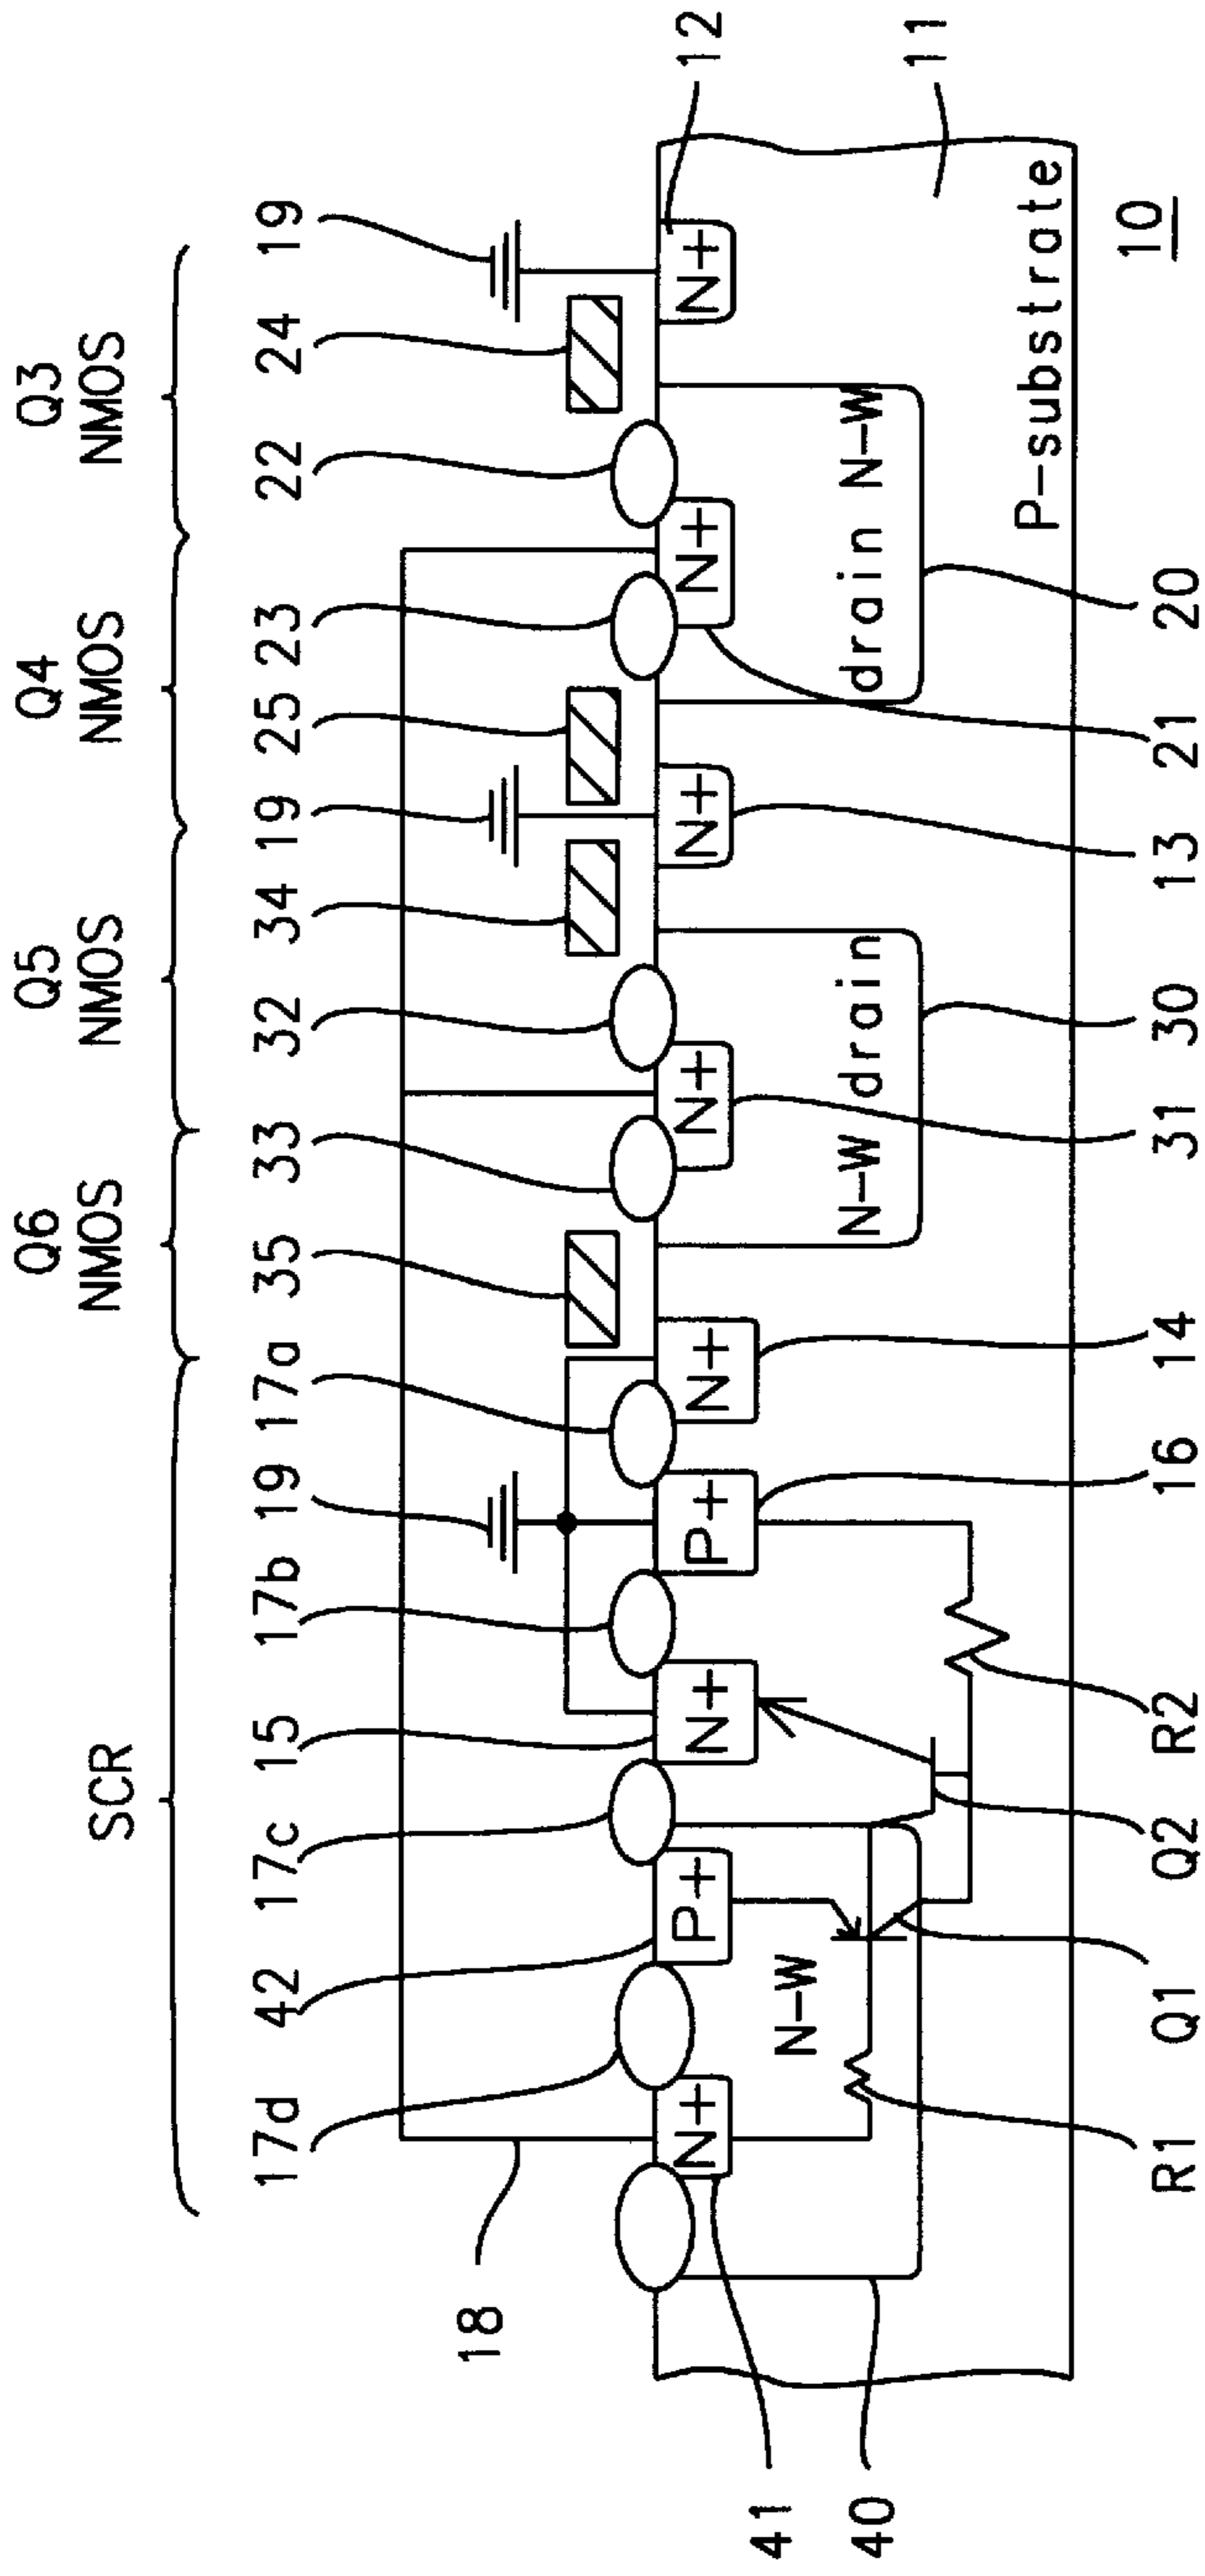 SCR
Q6
NMOS
Q5
NMOS
Q4
NMOS
Q3
NMOS
17d 42 17c 15 17b 19 17a 35 33 32 34 19 25 23 22 24 19
18
12
11
N+ P+ N+ P+ N+ N+ N+ N+ N+
N-W
N-W drain
drain N-W
P-substrate
41
40
R1 Q1 Q2 R2 16 14 31 30 13 21 20
10